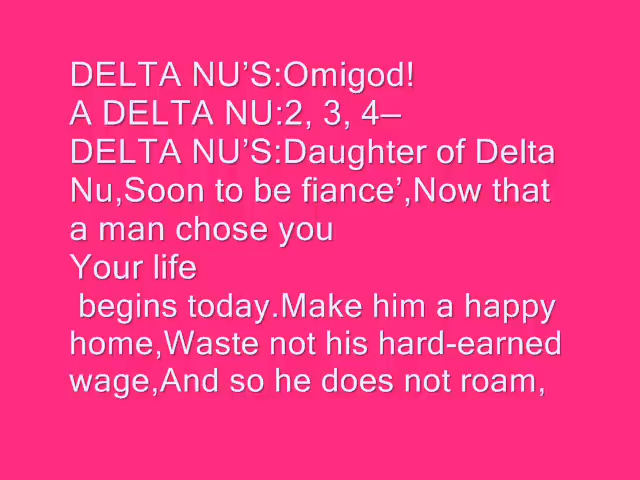 DELTA NU’S:Omigod!
A DELTA NU:2, 3, 4–
DELTA NU’S:Daughter of Delta
Nu,Soon to be fiance’,Now that
a man chose you
Your life
begins today.Make him a happy
home,Waste not his hard-earned
wage,And so he does not roam,